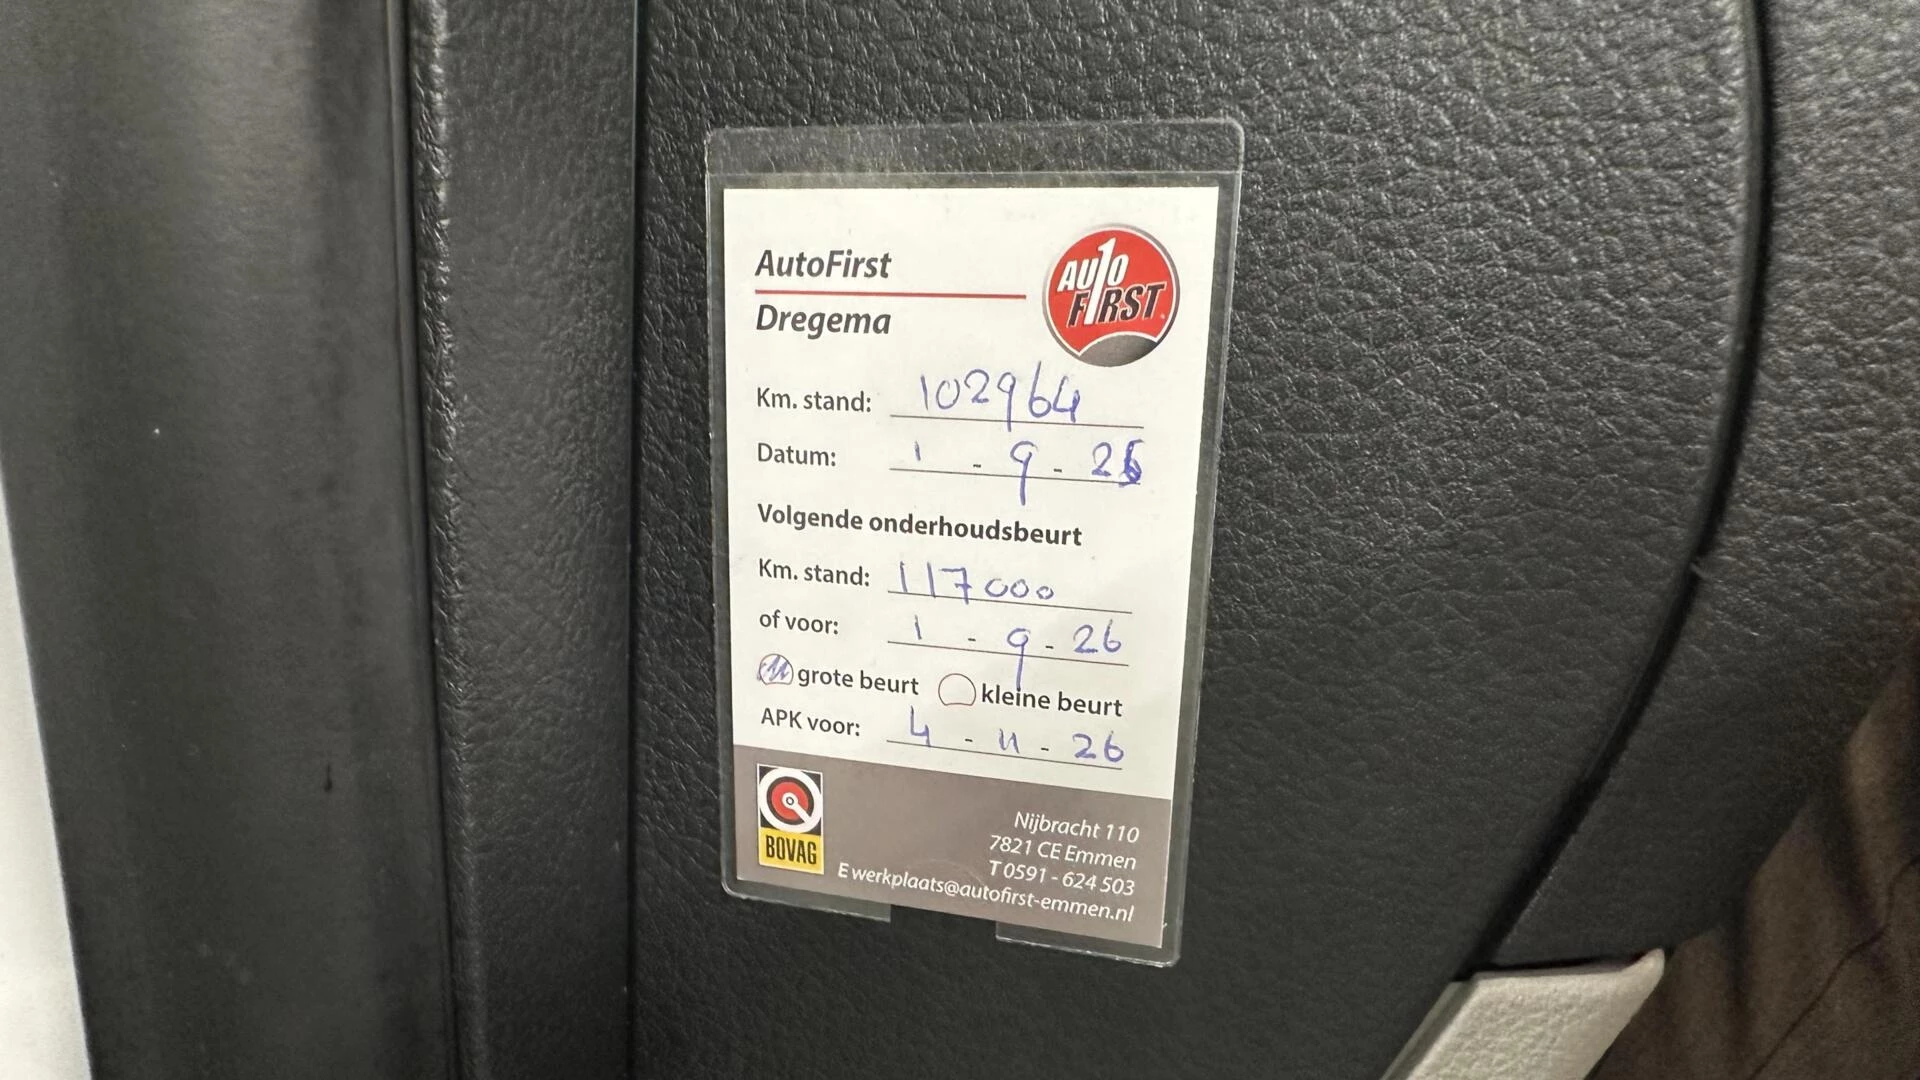 AutoFirst
Dregema
AUTO
FIRST
Km. stand: 102964
Datum: 1 - 9 - 25
Volgende onderhoudsbeurt
Km. stand: 117000
of voor: 1 - 9 - 26
grote beurt kleine beurt
APK voor: 4 - 11 - 26
BOVAG
Nijbracht 110
7821 CE Emmen
T 0591 - 624 503
E werkplaats@autofirst-emmen.nl